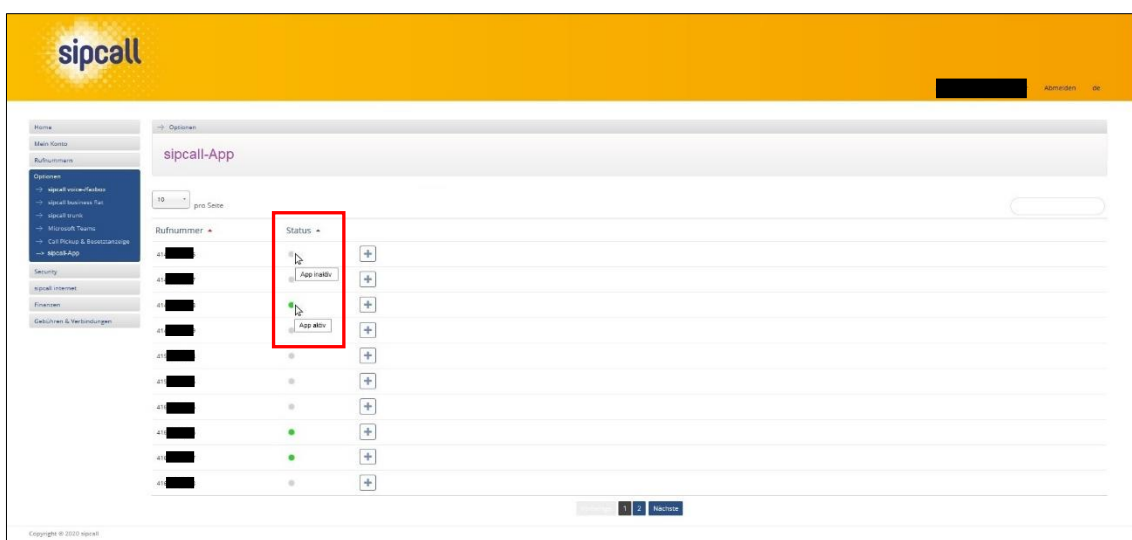 sipcall
Abmelden de
Home
Mein Konto
Rufnummern
Optionen
→ sipcall voice-/faxbox
→ sipcall business flat
→ sipcall trunk
→ Microsoft Teams
→ Call Pickup & Besetztanzeige
→ sipcall-App
Security
sipcall internet
Finanzen
Gebühren & Verbindungen
→ Optionen
sipcall-App
10 pro Seite
Rufnummer Status
App inaktiv
App aktiv
1 2 Nächste
Copyright © 2020 sipcall